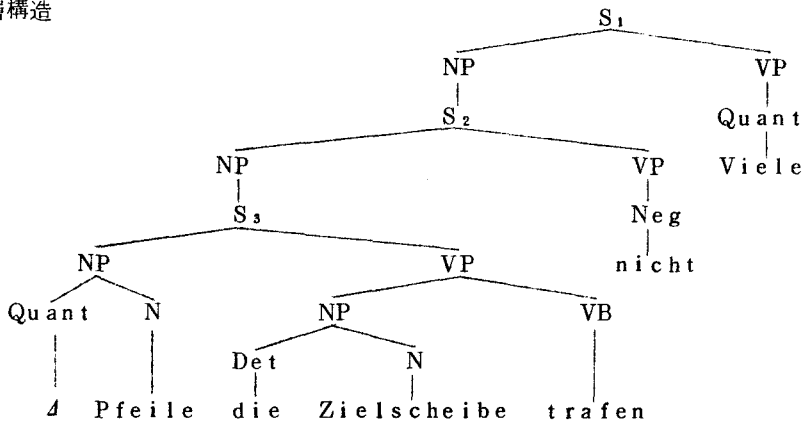 構造
S₁
NP VP
S₂ Quant
NP VP Viele
S₃ Neg
NP VP nicht
Quant N NP VB
Det N
Δ Pfeile die Zielscheibe trafen